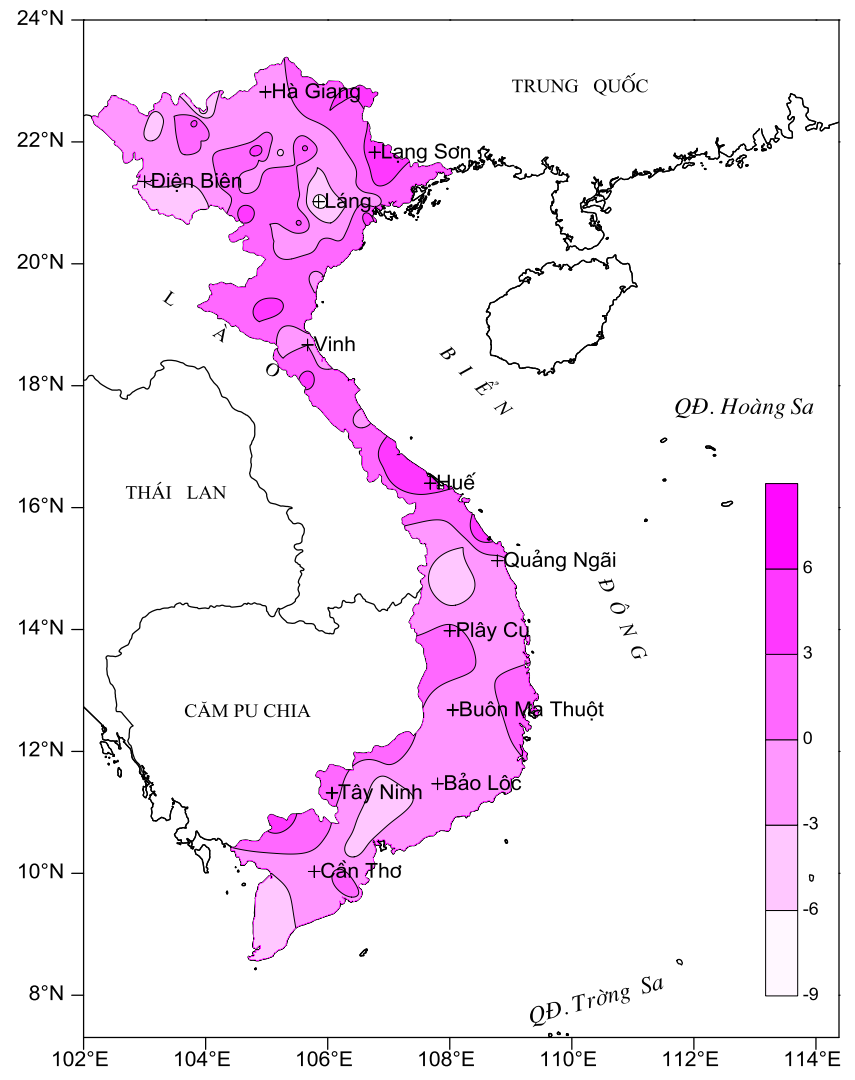 24°N
TRUNG QUỐC
Hà Giang
22°N
Lạng Sơn
Điện Biên
Láng
20°N
LÀO
Vinh
BIỂN
18°N
QĐ. Hoàng Sa
THÁI LAN
Huế
16°N
Quảng Ngãi
6
ĐÔNG
14°N
Plây Cu
3
CĂM PU CHIA
Buôn Ma Thuột
0
12°N
Bảo Lộc
Tây Ninh
-3
10°N
Cần Thơ
-6
8°N
-9
QĐ. Trờng Sa
102°E 104°E 106°E 108°E 110°E 112°E 114°E